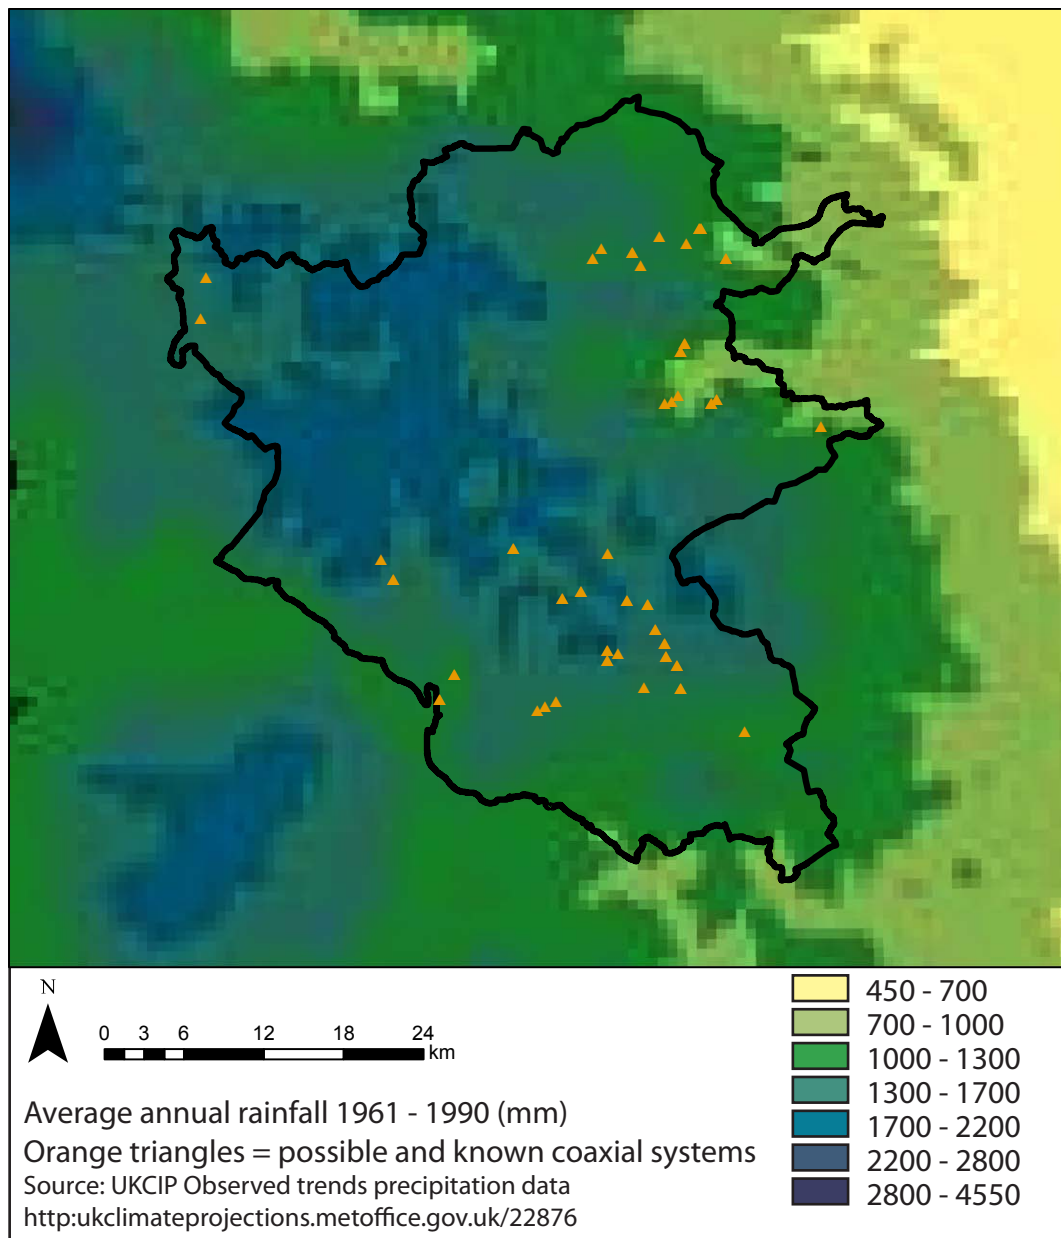 N
0 3 6 12 18 24
km
Average annual rainfall 1961 - 1990 (mm)
Orange triangles = possible and known coaxial systems
Source: UKCIP Observed trends precipitation data
http:ukclimateprojections.metoffice.gov.uk/22876
450 - 700
700 - 1000
1000 - 1300
1300 - 1700
1700 - 2200
2200 - 2800
2800 - 4550